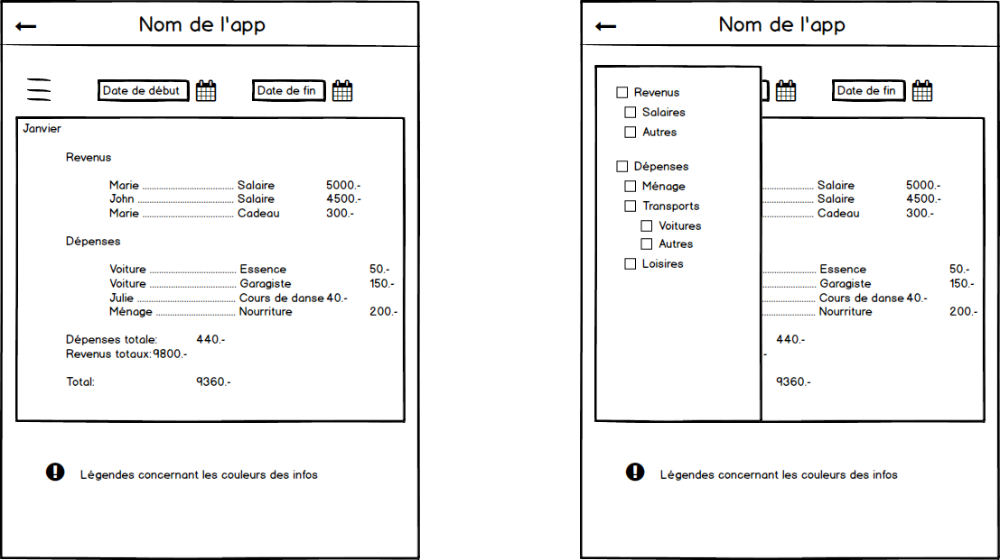 Nom de l'app
Date de début
Date de fin
Janvier
Revenus
Marie ................................... Salaire 5000.-
John ..................................... Salaire 4500.-
Marie ................................... Cadeau 300.-
Dépenses
Voiture ................................. Essence 50.-
Voiture ................................. Garagiste 150.-
Julie ...................................... Cours de danse 40.-
Ménage .............................. Nourriture 200.-
Dépenses totale: 440.-
Revenus totaux: 9800.-
Total: 9360.-
Légendes concernant les couleurs des infos
Nom de l'app
Date de fin
Revenus
Salaires
Autres
Dépenses
Ménage
Transports
Voitures
Autres
Loisires
.................... Salaire 5000.-
.................... Salaire 4500.-
.................... Cadeau 300.-
.................... Essence 50.-
.................... Garagiste 150.-
.................... Cours de danse 40.-
.................... Nourriture 200.-
440.-
-
9360.-
Légendes concernant les couleurs des infos